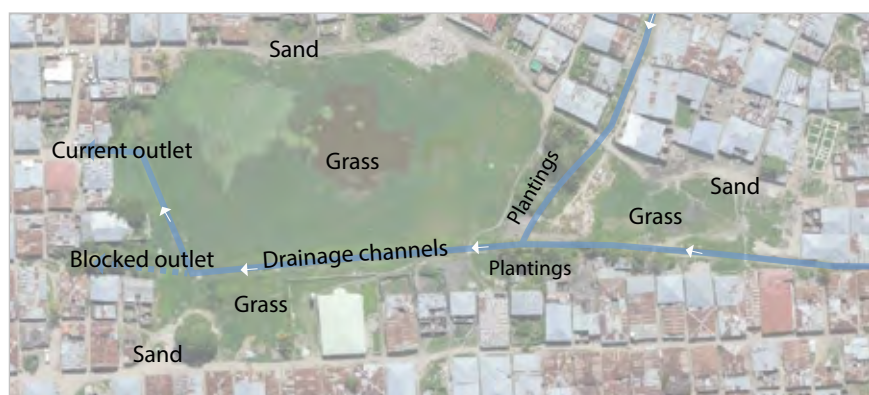 Sand
Current outlet
Grass
Plantings
Sand
Grass
Blocked outlet
Drainage channels
Plantings
Grass
Sand